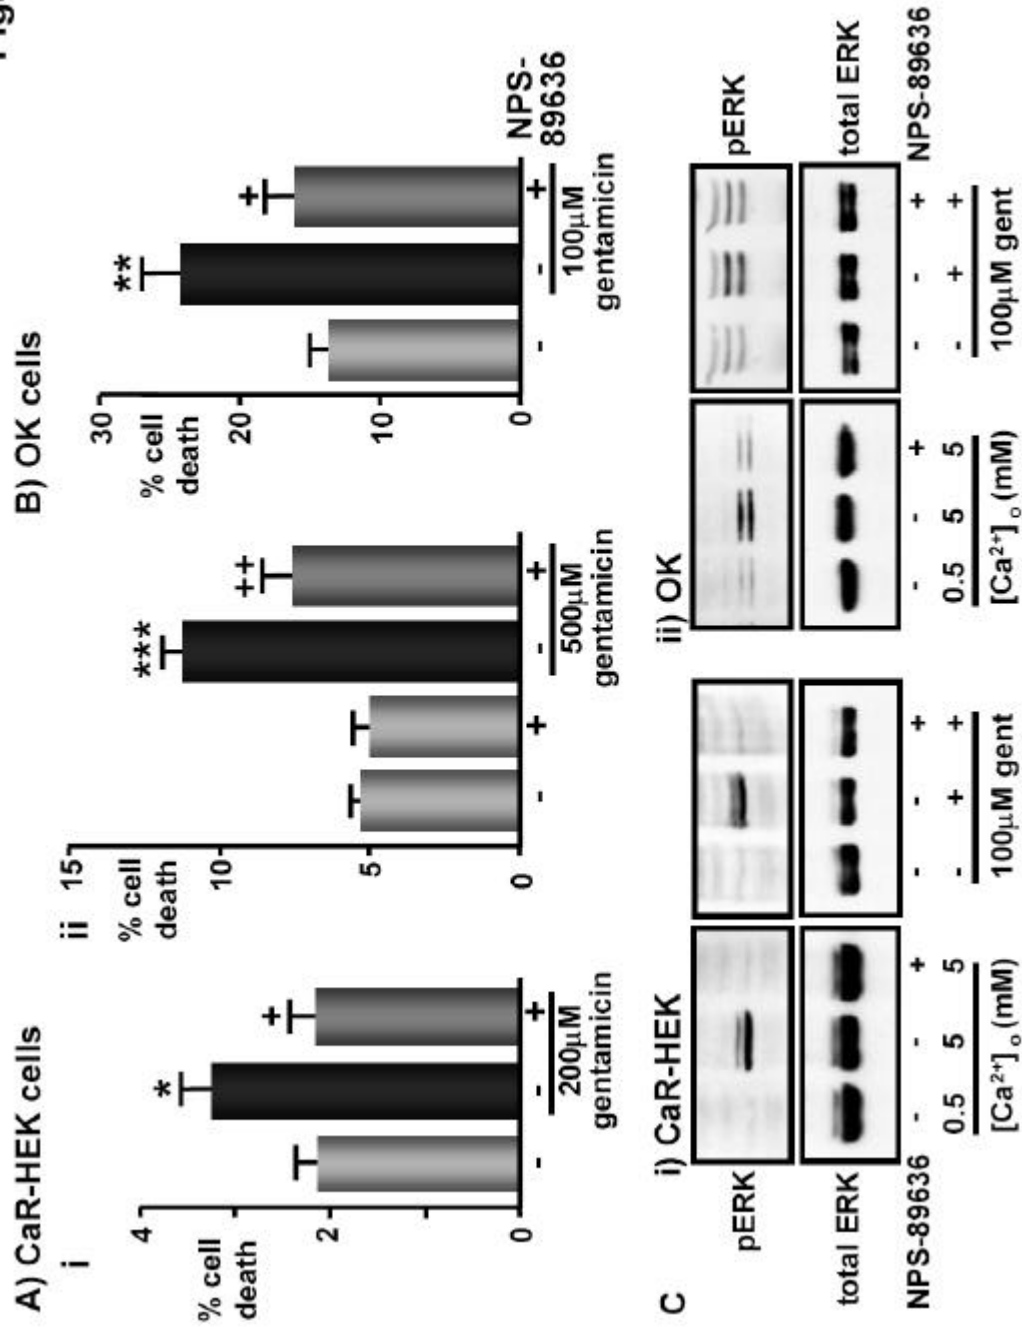 Fig
A) CaR-HEK cells
i
% cell
death
4
2
0
*
+
- - +
200μM
gentamicin
ii
% cell
death
15
10
5
0
***
++
- + - +
500μM
gentamicin
B) OK cells
% cell
death
30
20
10
0
**
+
- - +
NPS-
89636
100μM
gentamicin
C
i) CaR-HEK
pERK
total ERK
NPS-89636
- - + - - +
0.5 5 5 - + +
[Ca²⁺]ₒ (mM) 100μM gent
ii) OK
pERK
total ERK
- - + - - + NPS-89636
0.5 5 5 - + +
[Ca²⁺]ₒ (mM) 100μM gent